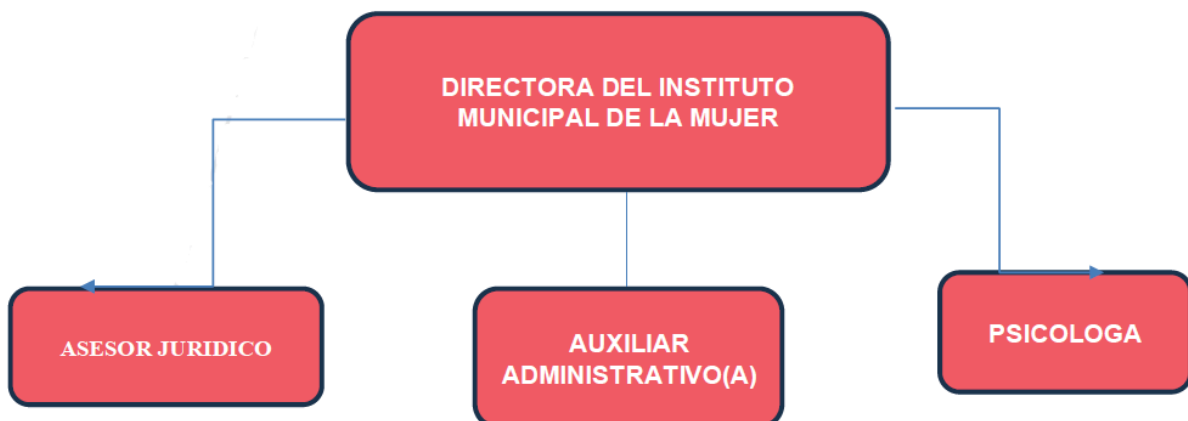 DIRECTORA DEL INSTITUTO
MUNICIPAL DE LA MUJER
ASESOR JURIDICO
AUXILIAR
ADMINISTRATIVO(A)
PSICOLOGA